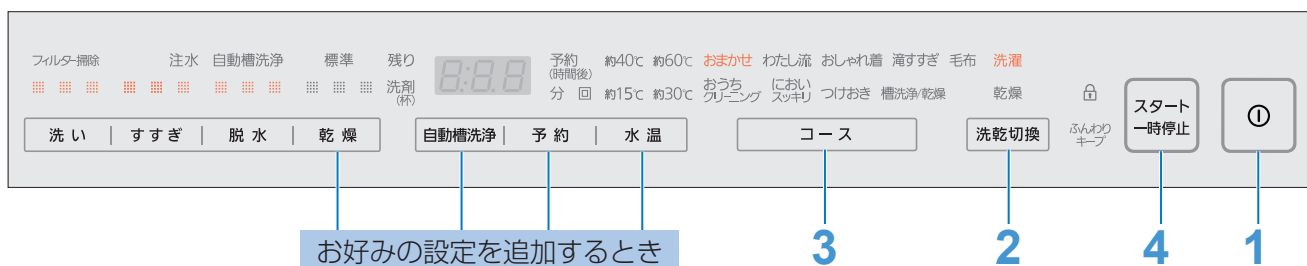 フィルター掃除 注水 自動槽洗浄 標準 残り 予約 約40℃ 約60℃ おまかせ わたし流 おしゃれ着 滝すすぎ 毛布 洗濯
(時間後)
洗剤 8:8.8 分 回 約15℃ 約30℃ おうち におい つけおき 槽洗浄/乾燥 乾燥
(杯) クリーニング スッキリ
スタート
一時停止
洗い すすぎ 脱水 乾燥 自動槽洗浄 予約 水温 コース 洗乾切換 ふんわり
キープ
お好みの設定を追加するとき 3 2 4 1